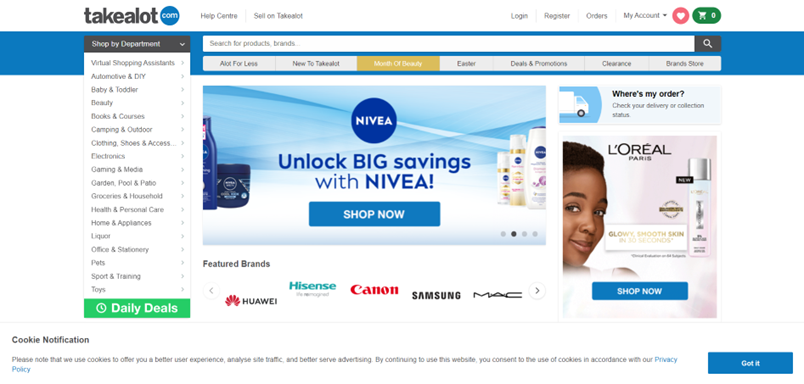 takealot.com
Help Centre
Sell on Takealot
Login
Register
Orders
My Account
0
Shop by Department
Search for products, brands...
Alot For Less
New To Takealot
Month Of Beauty
Easter
Deals & Promotions
Clearance
Brands Store
Virtual Shopping Assistants
Automotive & DIY
Baby & Toddler
Beauty
Books & Courses
Camping & Outdoor
Clothing, Shoes & Access...
Electronics
Gaming & Media
Garden, Pool & Patio
Groceries & Household
Health & Personal Care
Home & Appliances
Liquor
Office & Stationery
Pets
Sport & Training
Toys
Daily Deals
NIVEA
Unlock BIG savings
with NIVEA!
SHOP NOW
Where's my order?
Check your delivery or collection
status
L'ORÉAL
PARIS
NEW
GLOWY, SMOOTH SKIN
IN 30 SECONDS*
SHOP NOW
Featured Brands
HUAWEI
Hisense
Canon
SAMSUNG
MAC
Cookie Notification
Please note that we use cookies to offer you a better user experience, analyse site traffic, and better serve advertising. By continuing to use this website, you consent to the use of cookies in accordance with our Privacy
Policy
Got it